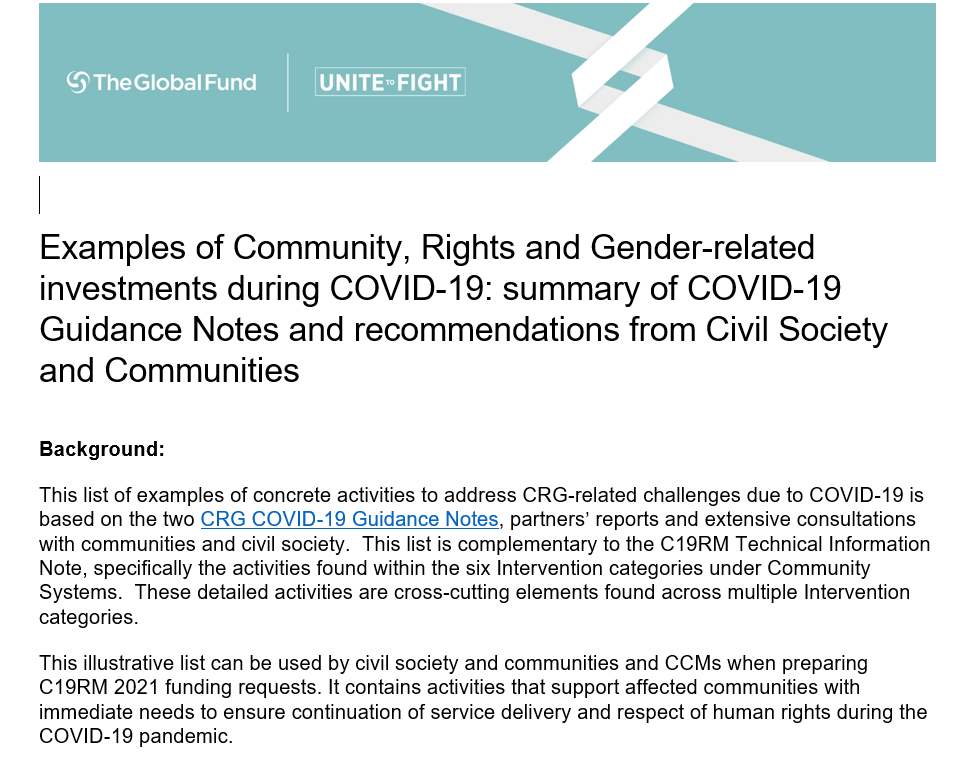 TheGlobalFund
UNITE TO FIGHT
Examples of Community, Rights and Gender-related
investments during COVID-19: summary of COVID-19
Guidance Notes and recommendations from Civil Society
and Communities
Background:
This list of examples of concrete activities to address CRG-related challenges due to COVID-19 is
based on the two CRG COVID-19 Guidance Notes, partners’ reports and extensive consultations
with communities and civil society.  This list is complementary to the C19RM Technical Information
Note, specifically the activities found within the six Intervention categories under Community
Systems.  These detailed activities are cross-cutting elements found across multiple Intervention
categories.
This illustrative list can be used by civil society and communities and CCMs when preparing
C19RM 2021 funding requests. It contains activities that support affected communities with
immediate needs to ensure continuation of service delivery and respect of human rights during the
COVID-19 pandemic.